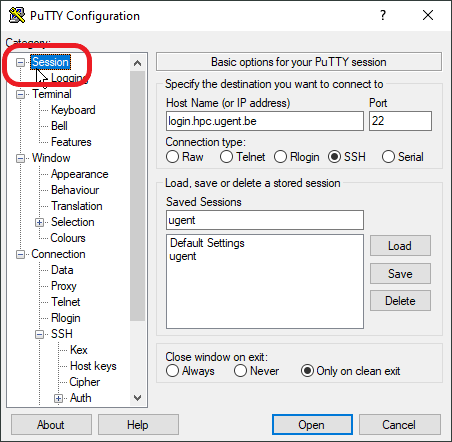 PuTTY Configuration
Category:
Session
Logging
Terminal
Keyboard
Bell
Features
Window
Appearance
Behaviour
Translation
Selection
Colours
Connection
Data
Proxy
Telnet
Rlogin
SSH
Kex
Host keys
Cipher
Auth
Basic options for your PuTTY session
Specify the destination you want to connect to
Host Name (or IP address) Port
login.hpc.ugent.be 22
Connection type:
Raw Telnet Rlogin SSH Serial
Load, save or delete a stored session
Saved Sessions
ugent
Default Settings
ugent
Load
Save
Delete
Close window on exit:
Always Never Only on clean exit
About Help Open Cancel